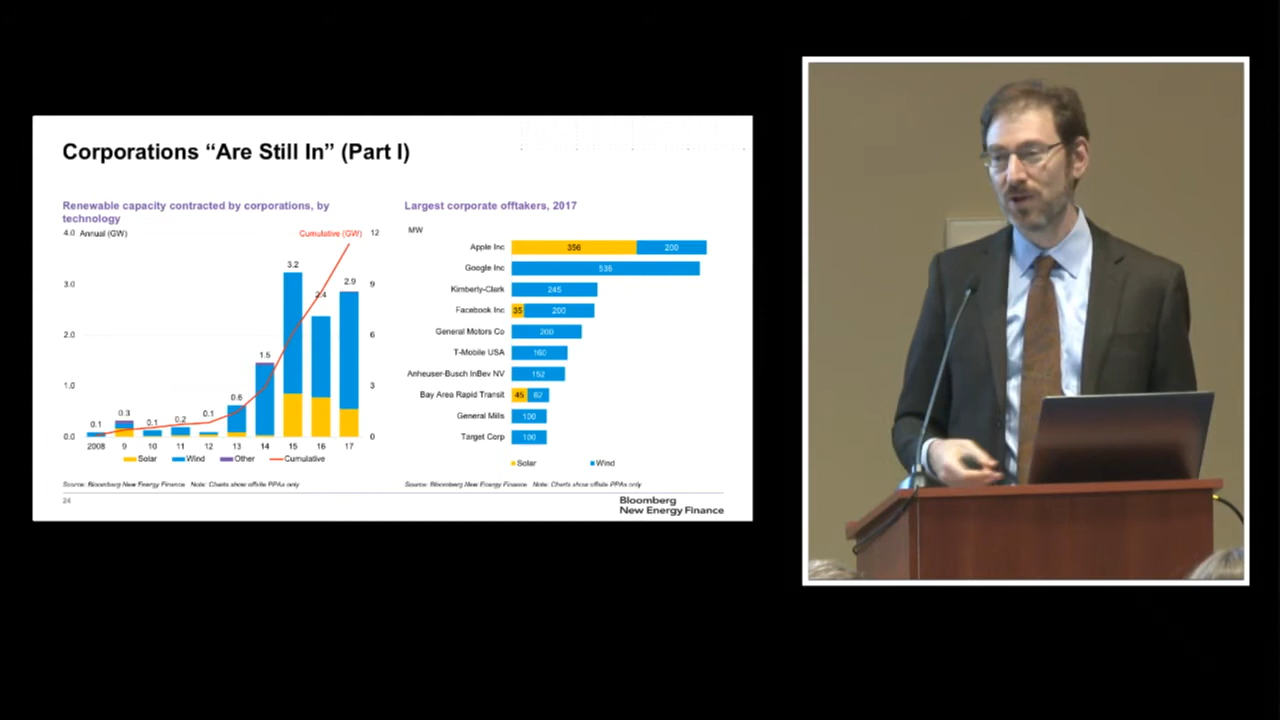 Corporations “Are Still In” (Part I)
Renewable capacity contracted by corporations, by
technology
4.0 Annual (GW) Cumulative (GW) 12
3.2
2.9
3.0 2.4 9
2.0 6
1.5
1.0 3
0.6
0.3
0.1 0.1 0.2 0.1
0.0 0
2008 9 10 11 12 13 14 15 16 17
Solar Wind Other Cumulative
Source: Bloomberg New Energy Finance Note: Charts show offsite PPAs only
Largest corporate offtakers, 2017
MW
Apple Inc 356 200
Google Inc 536
Kimberly-Clark 245
Facebook Inc 35 200
General Motors Co 200
T-Mobile USA 160
Anheuser-Busch InBev NV 152
Bay Area Rapid Transit 45 62
General Mills 100
Target Corp 100
Solar Wind
Source: Bloomberg New Energy Finance Note: Charts show offsite PPAs only
24
Bloomberg
New Energy Finance